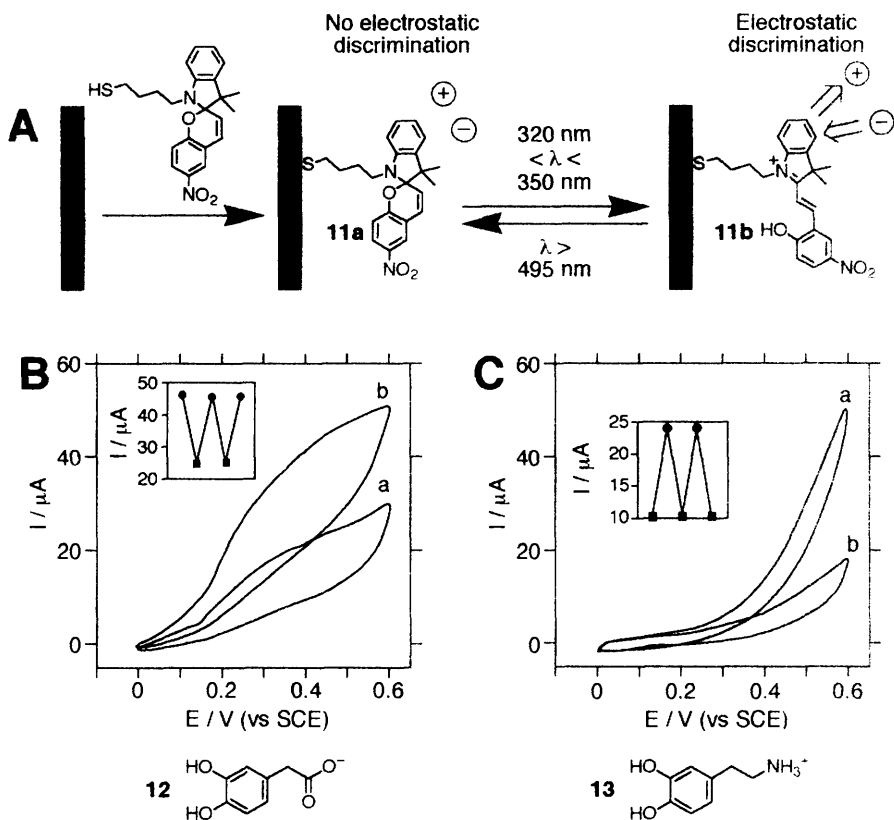 A
HS
N
O
NO₂
No electrostatic
discrimination
+
−
S
N
O
11a
NO₂
320 nm
< λ <
350 nm
λ >
495 nm
Electrostatic
discrimination
+
−
S
+
N
HO
11b
NO₂
B
60
40
20
0
I / μA
50
40
30
20
I / μA
b
a
0
0.2
0.4
0.6
E / V (vs SCE)
12
HO
HO
O⁻
O
C
60
40
20
0
I / μA
25
20
15
10
I / μA
a
b
0
0.2
0.4
0.6
E / V (vs SCE)
13
HO
HO
NH₃⁺